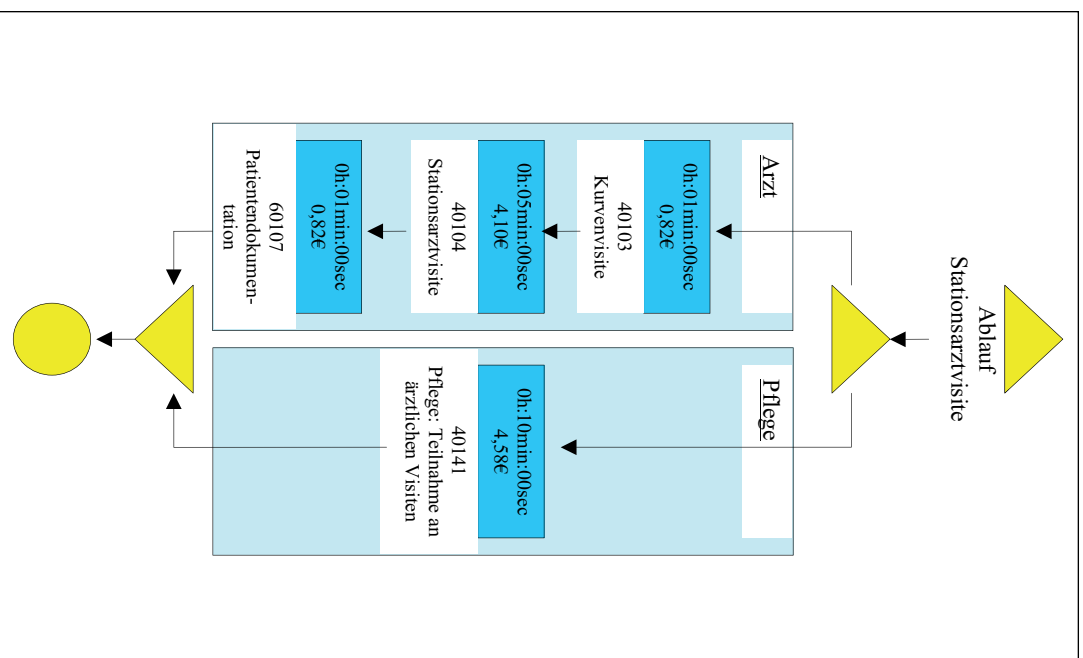 Ablauf
Stationsarztvisite
Arzt
0h:01min:00sec
0,82€
40103
Kurvenvisite
0h:05min:00sec
4,10€
40104
Stationsarztvisite
0h:01min:00sec
0,82€
60107
Patientendokumen-
tation
Pflege
0h:10min:00sec
4,58€
40141
Pflege: Teilnahme an
ärztlichen Visiten